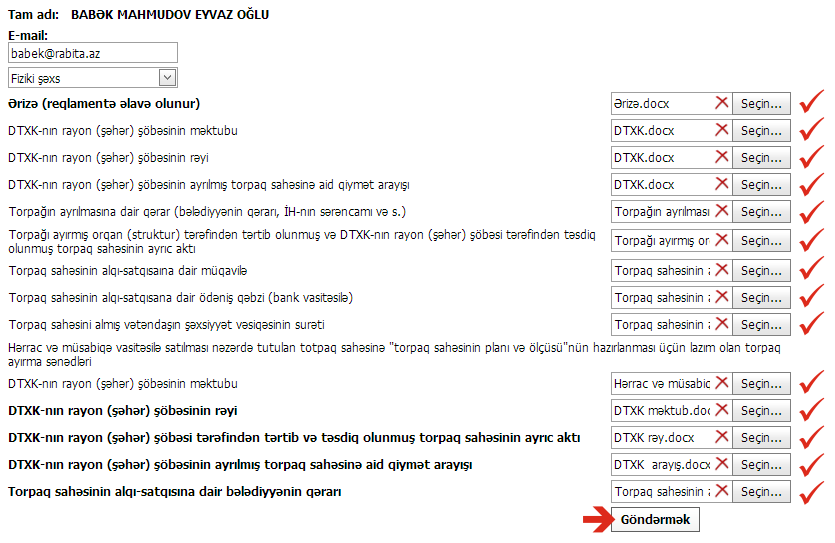 Tam adı: BABƏK MAHMUDOV EYVAZ OĞLU
E-mail:
babek@rabita.az
Fiziki şəxs
Ərizə (reqlamentə əlavə olunur) Ərizə.docx Seçin...
DTXK-nın rayon (şəhər) şöbəsinin məktubu DTXK.docx Seçin...
DTXK-nın rayon (şəhər) şöbəsinin rəyi DTXK.docx Seçin...
DTXK-nın rayon (şəhər) şöbəsinin ayrılmış torpaq sahəsinə aid qiymət arayışı DTXK.docx Seçin...
Torpağın ayrılmasına dair qərar (bələdiyyənin qərarı, İH-nın sərəncamı və s.) Torpağın ayrılması Seçin...
Torpağı ayırmış orqan (struktur) tərəfindən tərtib olunmuş və DTXK-nın rayon (şəhər) şöbəsi tərəfindən təsdiq
olunmuş torpaq sahəsinin ayrıc aktı Torpağı ayırmış or Seçin...
Torpaq sahəsinin alqı-satqısaına dair müqavilə Torpaq sahəsinin a Seçin...
Torpaq sahəsinin alqı-satqısana dair ödəniş qəbzi (bank vasitəsilə) Torpaq sahəsinin a Seçin...
Torpaq sahəsini almış vətəndaşın şəxsiyyət vəsiqəsinin surəti Torpaq sahəsinin a Seçin...
Hərrac və müsabiqə vasitəsilə satılması nəzərdə tutulan totpaq sahəsinə "torpaq sahəsinin planı və ölçüsü"nün hazırlanması üçün lazım olan torpaq
ayırma sənədləri
DTXK-nın rayon (şəhər) şöbəsinin məktubu Hərrac və müsabiq Seçin...
DTXK-nın rayon (şəhər) şöbəsinin rəyi DTXK məktub.doc Seçin...
DTXK-nın rayon (şəhər) şöbəsi tərəfindən tərtib və təsdiq olunmuş torpaq sahəsinin ayrıc aktı DTXK rəy.docx Seçin...
DTXK-nın rayon (şəhər) şöbəsinin ayrılmış torpaq sahəsinə aid qiymət arayışı DTXK arayış.docx Seçin...
Torpaq sahəsinin alqı-satqısına dair bələdiyyənin qərarı Torpaq sahəsinin a Seçin...
Göndərmək